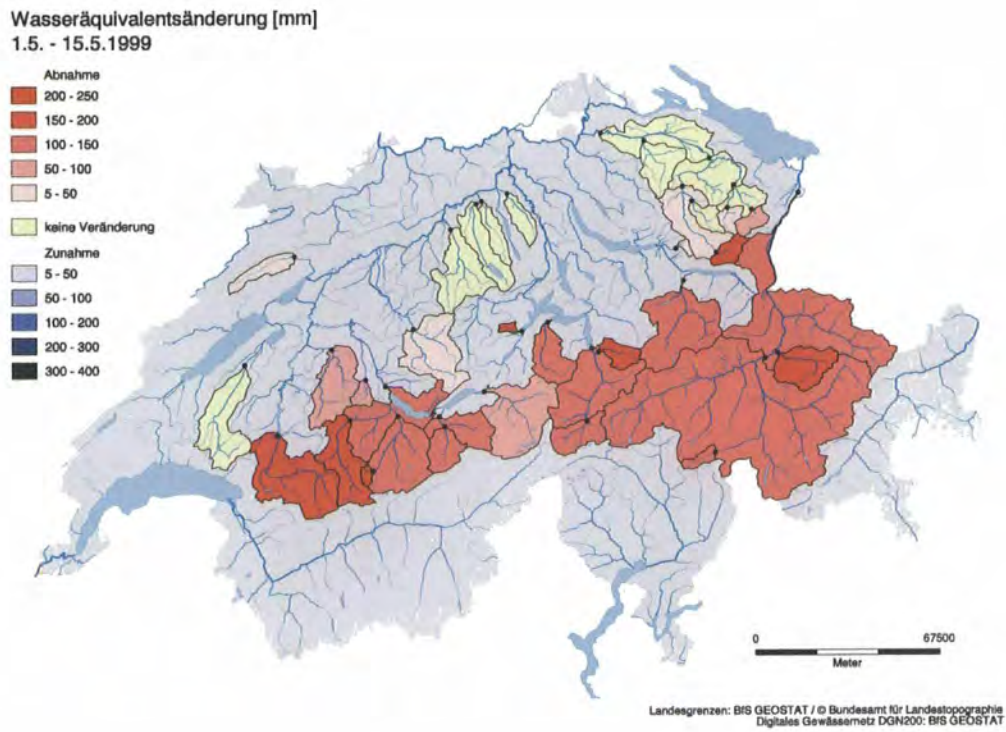 Wasseräquivalentsänderung [mm]
1.5. - 15.5.1999
Abnahme
200 - 250
150 - 200
100 - 150
50 - 100
5 - 50
keine Veränderung
Zunahme
5 - 50
50 - 100
100 - 200
200 - 300
300 - 400
0 67500
Meter
Landesgrenzen: BfS GEOSTAT / © Bundesamt für Landestopographie
Digitales Gewässernetz DGN200: BfS GEOSTAT